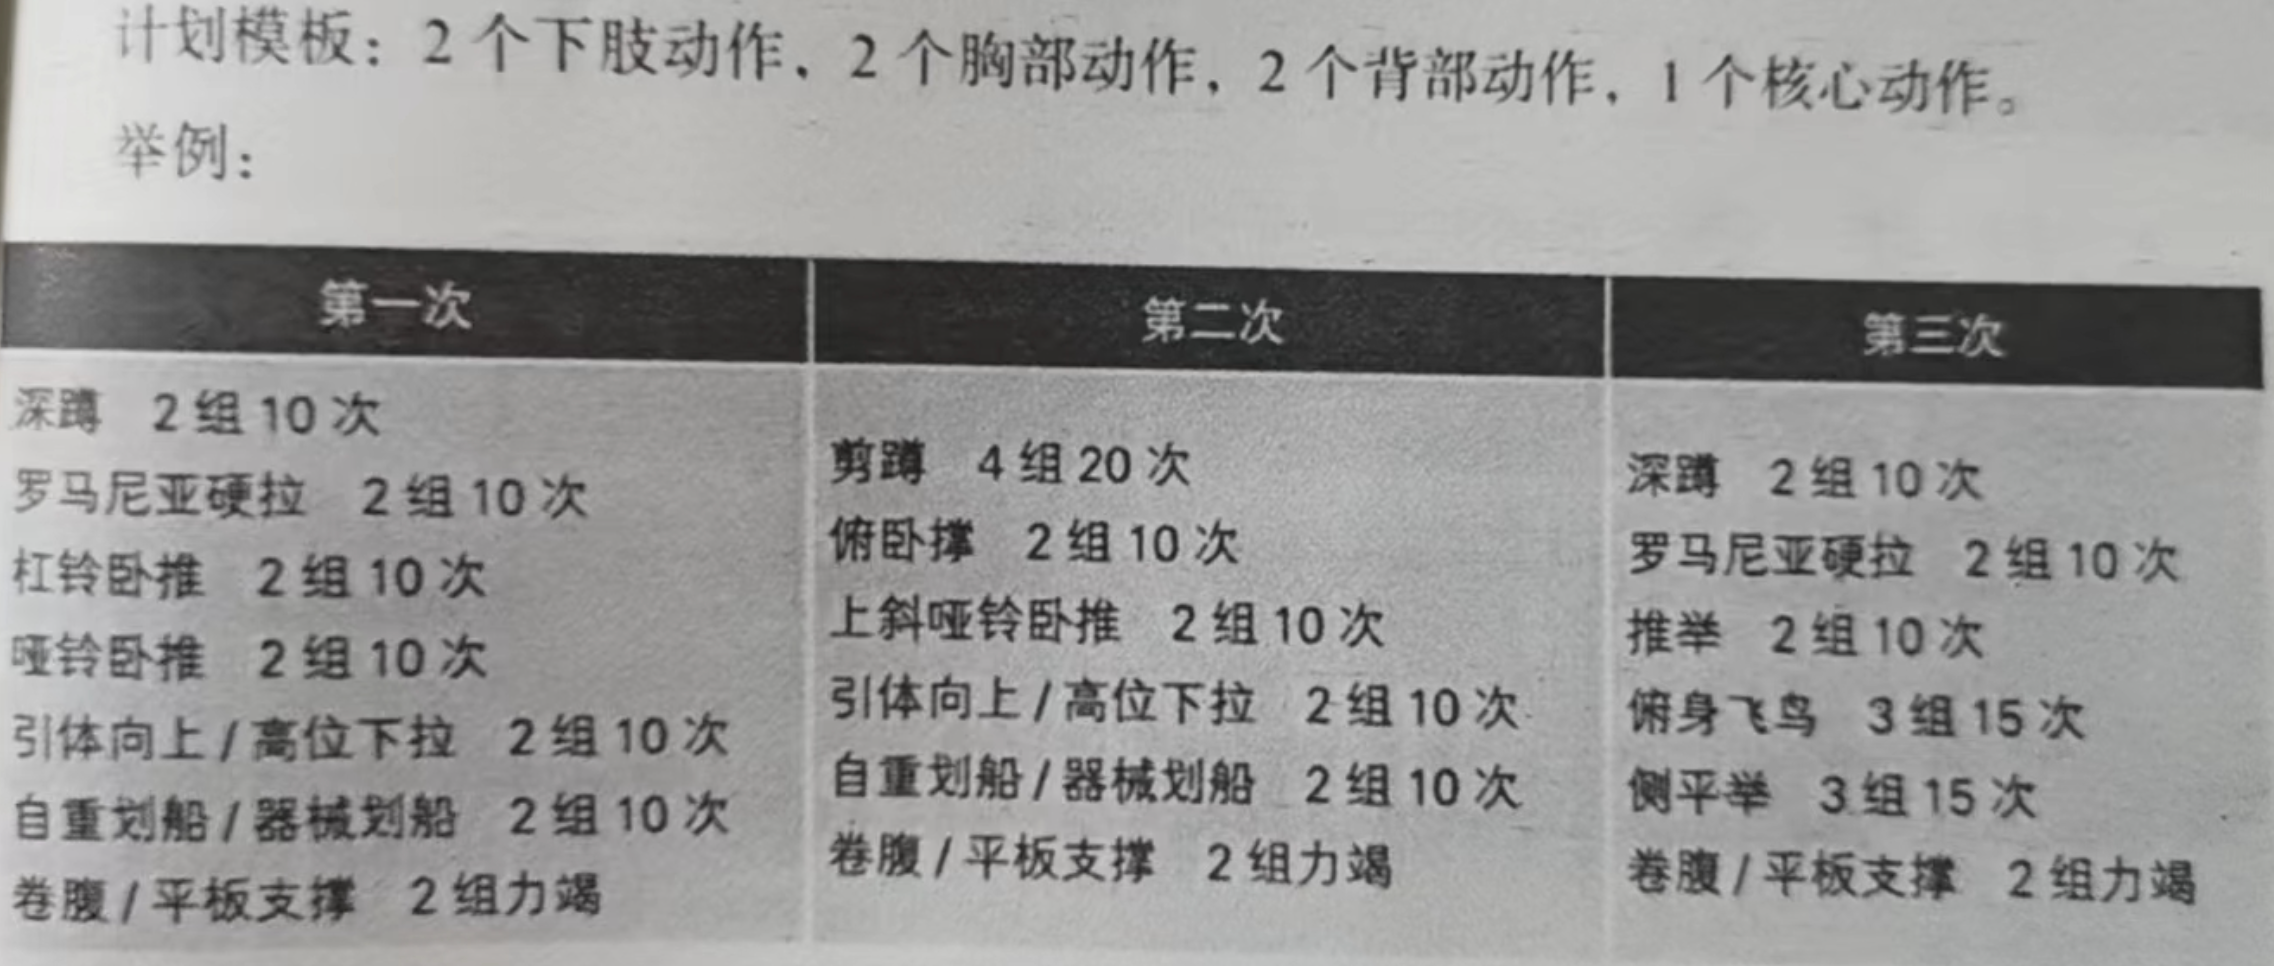 计划模板：2 个下肢动作，2 个胸部动作，2 个背部动作，1 个核心动作。
举例：
第一次
深蹲 2 组 10 次
罗马尼亚硬拉 2 组 10 次
杠铃卧推 2 组 10 次
哑铃卧推 2 组 10 次
引体向上 / 高位下拉 2 组 10 次
自重划船 / 器械划船 2 组 10 次
卷腹 / 平板支撑 2 组力竭
第二次
剪蹲 4 组 20 次
俯卧撑 2 组 10 次
上斜哑铃卧推 2 组 10 次
引体向上 / 高位下拉 2 组 10 次
自重划船 / 器械划船 2 组 10 次
卷腹 / 平板支撑 2 组力竭
第三次
深蹲 2 组 10 次
罗马尼亚硬拉 2 组 10 次
推举 2 组 10 次
俯身飞鸟 3 组 15 次
侧平举 3 组 15 次
卷腹 / 平板支撑 2 组力竭